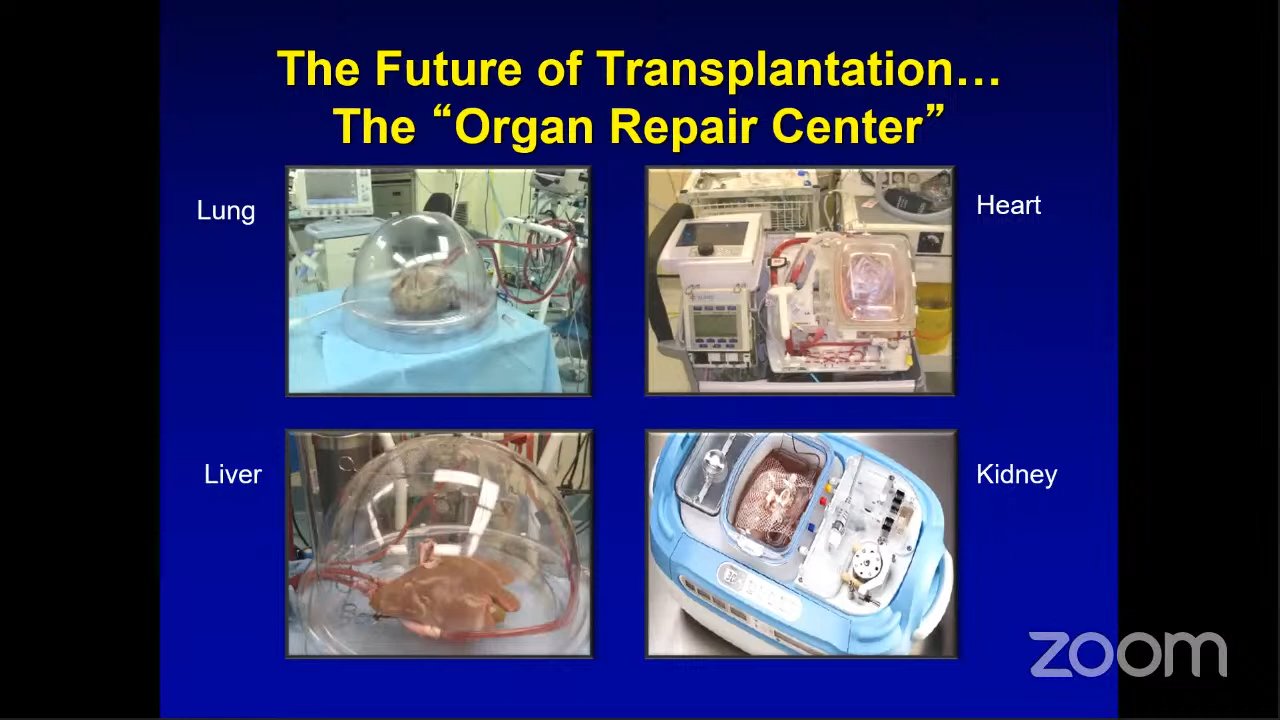 The Future of Transplantation…
The “Organ Repair Center”
Lung
Heart
Liver
Kidney
zoom